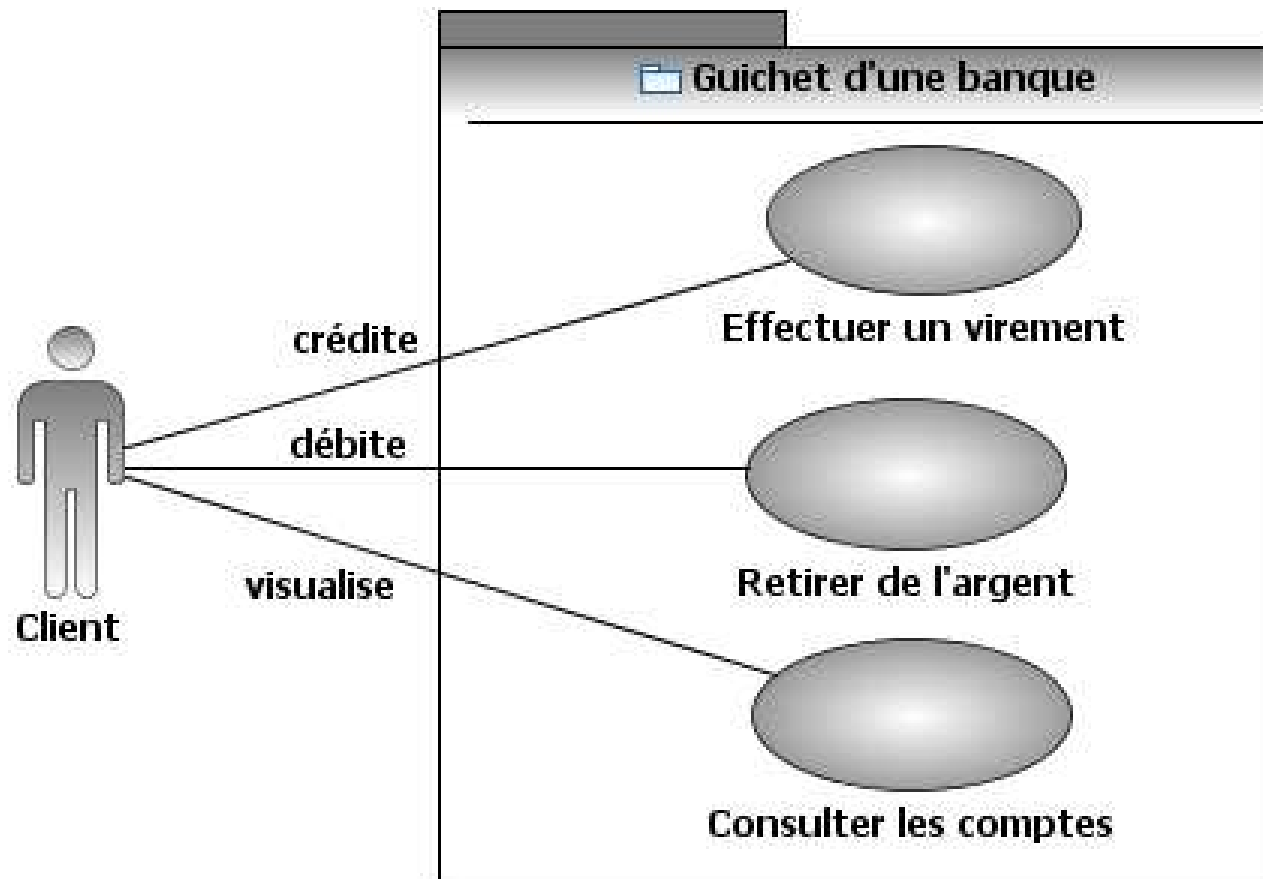 Guichet d'une banque
crédite
Effectuer un virement
débite
Retirer de l'argent
visualise
Client
Consulter les comptes